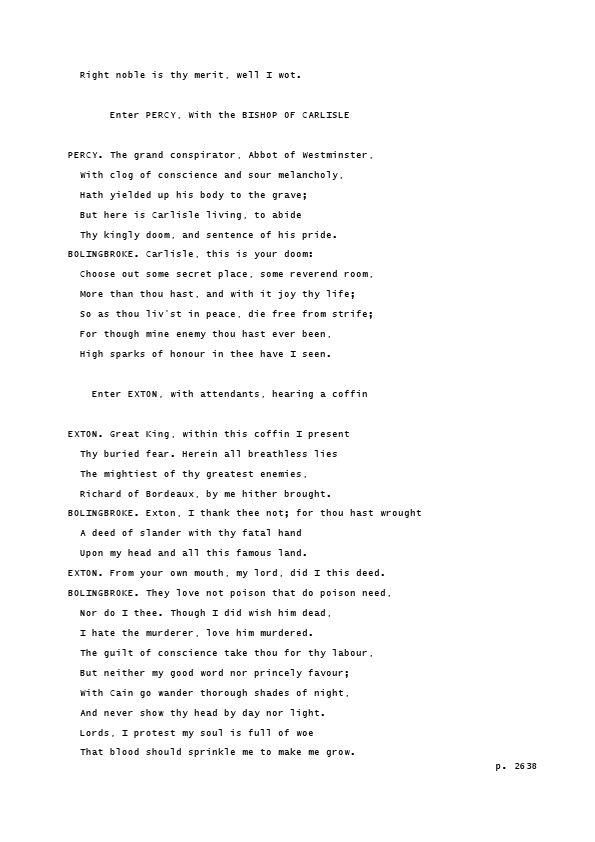 Right noble is thy merit, well I wot.
Enter PERCY, With the BISHOP OF CARLISLE
PERCY. The grand conspirator, Abbot of Westminster,
With clog of conscience and sour melancholy,
Hath yielded up his body to the grave;
But here is Carlisle living, to abide
Thy kingly doom, and sentence of his pride.
BOLINGBROKE. Carlisle, this is your doom:
Choose out some secret place, some reverend room,
More than thou hast, and with it joy thy life;
So as thou liv'st in peace, die free from strife;
For though mine enemy thou hast ever been,
High sparks of honour in thee have I seen.
Enter EXTON, with attendants, hearing a coffin
EXTON. Great King, within this coffin I present
Thy buried fear. Herein all breathless lies
The mightiest of thy greatest enemies,
Richard of Bordeaux, by me hither brought.
BOLINGBROKE. Exton, I thank thee not; for thou hast wrought
A deed of slander with thy fatal hand
Upon my head and all this famous land.
EXTON. From your own mouth, my lord, did I this deed.
BOLINGBROKE. They love not poison that do poison need,
Nor do I thee. Though I did wish him dead,
I hate the murderer, love him murdered.
The guilt of conscience take thou for thy labour,
But neither my good word nor princely favour;
With Cain go wander thorough shades of night,
And never show thy head by day nor light.
Lords, I protest my soul is full of woe
That blood should sprinkle me to make me grow.
p. 2638